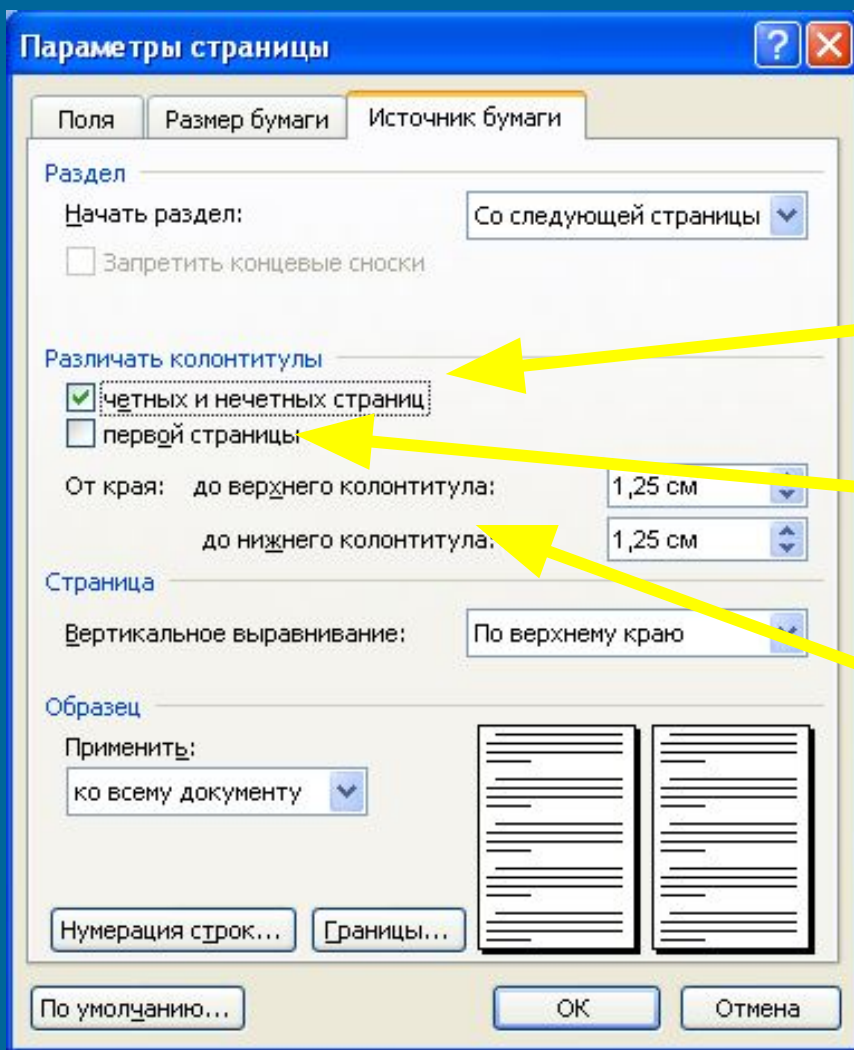 Параметры страницы
Поля Размер бумаги Источник бумаги
Раздел
Начать раздел: Со следующей страницы
Запретить концевые сноски
Различать колонтитулы
четных и нечетных страниц
первой страницы
От края: до верхнего колонтитула: 1,25 см
до нижнего колонтитула: 1,25 см
Страница
Вертикальное выравнивание: По верхнему краю
Образец
Применить:
ко всему документу
Нумерация строк... Границы...
По умолчанию... ОК Отмена